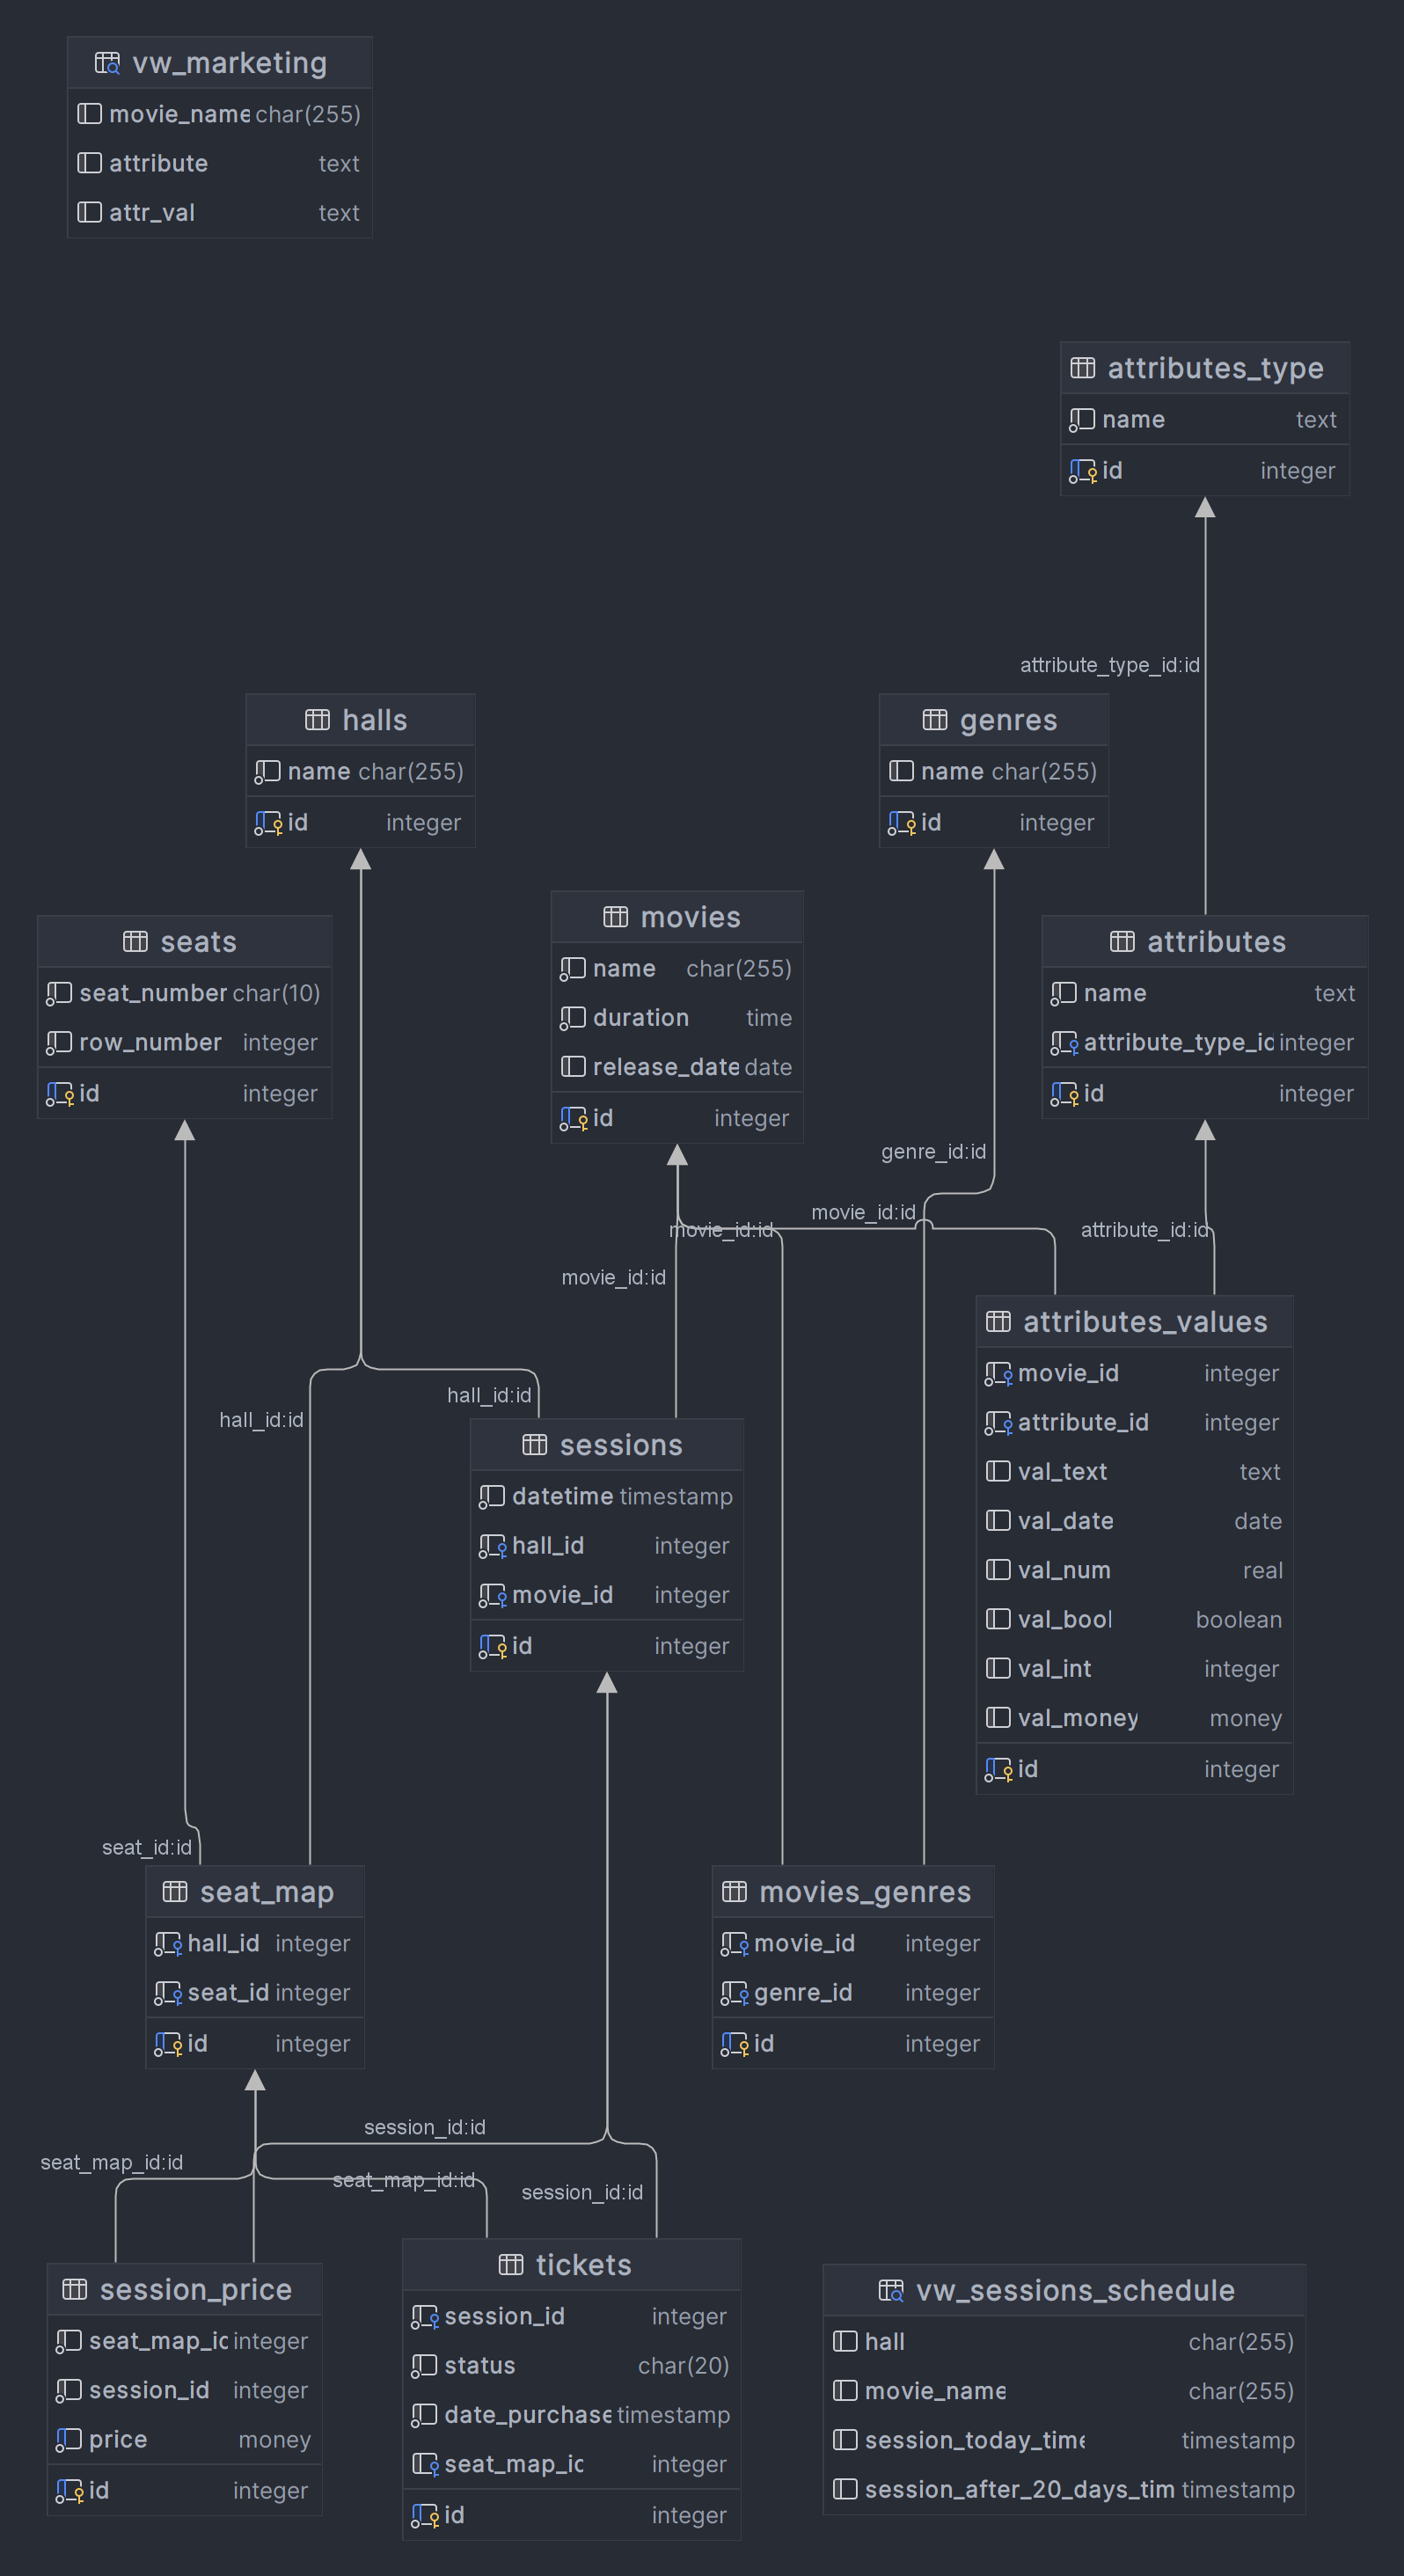 vw_marketing
movie_name char(255)
attribute text
attr_val text
attributes_type
name text
id integer
attribute_type_id:id
halls
name char(255)
id integer
genres
name char(255)
id integer
movies
name char(255)
duration time
release_date date
id integer
seats
seat_number char(10)
row_number integer
id integer
attributes
name text
attribute_type_id integer
id integer
genre_id:id
movie_id:id
movie_id:id
attribute_id:id
movie_id:id
attributes_values
movie_id integer
attribute_id integer
val_text text
val_date date
val_num real
val_bool boolean
val_int integer
val_money money
id integer
hall_id:id
hall_id:id
sessions
datetime timestamp
hall_id integer
movie_id integer
id integer
seat_id:id
seat_map
hall_id integer
seat_id integer
id integer
movies_genres
movie_id integer
genre_id integer
id integer
session_id:id
seat_map_id:id
seat_map_id:id
session_id:id
session_price
seat_map_id integer
session_id integer
price money
id integer
tickets
session_id integer
status char(20)
date_purchase timestamp
seat_map_id integer
id integer
vw_sessions_schedule
hall char(255)
movie_name char(255)
session_today_time timestamp
session_after_20_days_tim timestamp